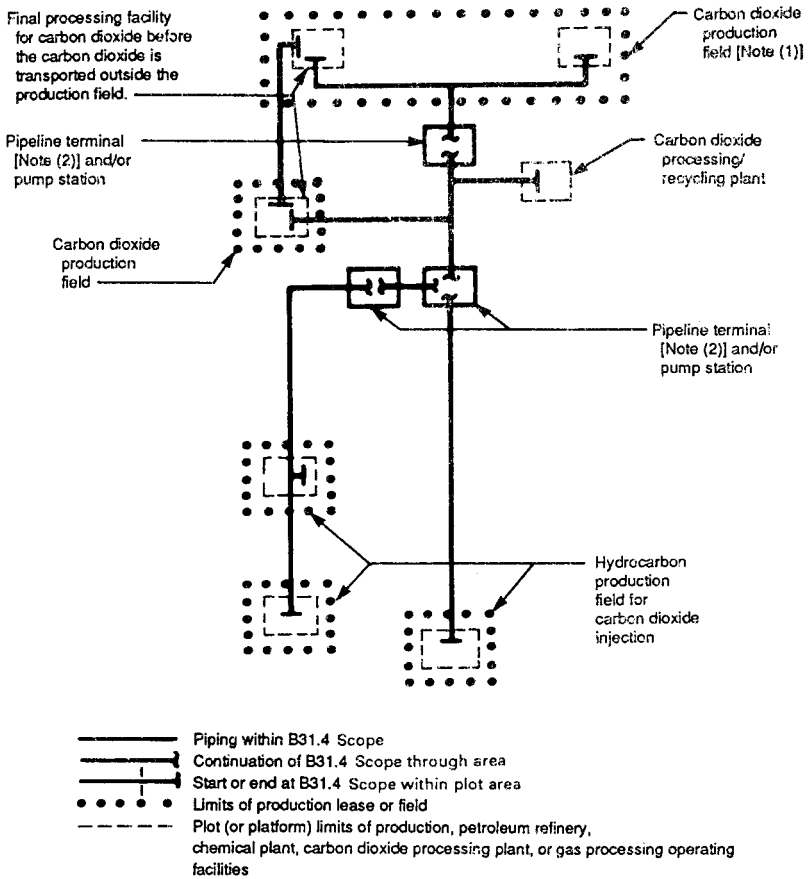 Final processing facility
for carbon dioxide before
the carbon dioxide is
transported outside the
production field.
Carbon dioxide
production
field [Note (1)]
Pipeline terminal
[Note (2)] and/or
pump station
Carbon dioxide
processing/
recycling plant
Carbon dioxide
production
field
Pipeline terminal
[Note (2)] and/or
pump station
Hydrocarbon
production
field for
carbon dioxide
injection
Piping within B31.4 Scope
Continuation of B31.4 Scope through area
Start or end at B31.4 Scope within plot area
Limits of production lease or field
Plot (or platform) limits of production, petroleum refinery,
chemical plant, carbon dioxide processing plant, or gas processing operating
facilities